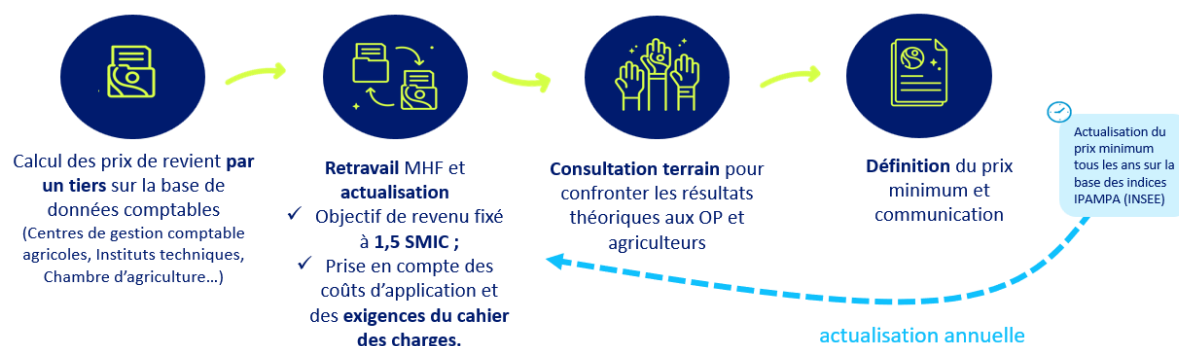 Calcul des prix de revient par
un tiers sur la base de
données comptables
(Centres de gestion comptable
agricoles, Instituts techniques,
Chambre d'agriculture…)
Retravail MHF et
actualisation
✓ Objectif de revenu fixé
à 1,5 SMIC ;
✓ Prise en compte des
coûts d'application et
des exigences du cahier
des charges.
Consultation terrain pour
confronter les résultats
théoriques aux OP et
agriculteurs
Définition du prix
minimum et
communication
Actualisation du
prix minimum
tous les ans sur la
base des indices
IPAMPA (INSEE)
actualisation annuelle